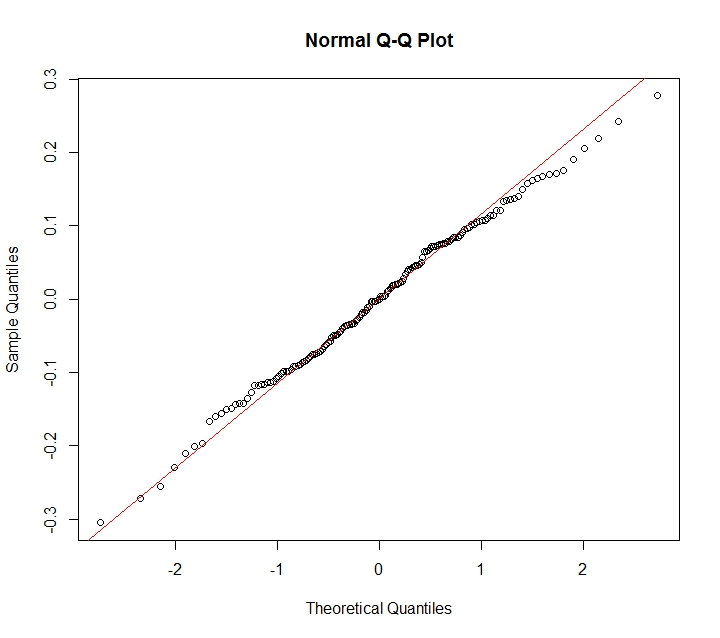 Normal Q-Q Plot
0.3
0.2
0.1
0.0
-0.1
-0.2
-0.3
Sample Quantiles
-2 -1 0 1 2
Theoretical Quantiles